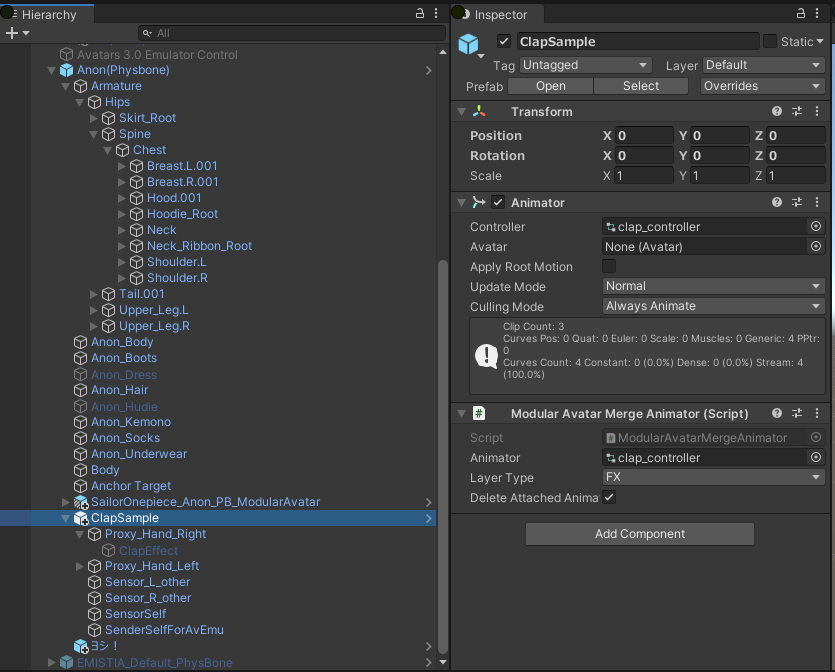 Hierarchy
All
Avatars 3.0 Emulator Control
Anon(Physbone)
Armature
Hips
Skirt_Root
Spine
Chest
Breast.L.001
Breast.R.001
Hood.001
Hoodie_Root
Neck
Neck_Ribbon_Root
Shoulder.L
Shoulder.R
Tail.001
Upper_Leg.L
Upper_Leg.R
Anon_Body
Anon_Boots
Anon_Dress
Anon_Hair
Anon_Hudie
Anon_Kemono
Anon_Socks
Anon_Underwear
Body
Anchor Target
SailorOnepiece_Anon_PB_ModularAvatar
ClapSample
Proxy_Hand_Right
ClapEffect
Proxy_Hand_Left
Sensor_L_other
Sensor_R_other
SensorSelf
SenderSelfForAvEmu
ヨシ！
EMISTIA_Default_PhysBone
Inspector
ClapSample Static
Tag Untagged Layer Default
Prefab Open Select Overrides
Transform
Position X 0 Y 0 Z 0
Rotation X 0 Y 0 Z 0
Scale X 1 Y 1 Z 1
Animator
Controller clap_controller
Avatar None (Avatar)
Apply Root Motion
Update Mode Normal
Culling Mode Always Animate
Clip Count: 3
Curves Pos: 0 Quat: 0 Euler: 0 Scale: 0 Muscles: 0 Generic: 4 PPtr:
0
Curves Count: 4 Constant: 0 (0.0%) Dense: 0 (0.0%) Stream: 4
(100.0%)
# Modular Avatar Merge Animator (Script)
Script # ModularAvatarMergeAnimator
Animator clap_controller
Layer Type FX
Delete Attached Anima
Add Component